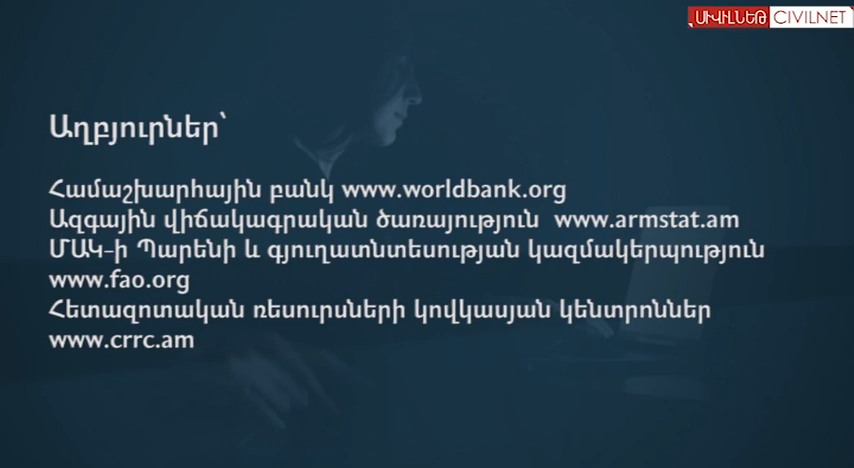 ՍԻՎԻԼՆԵԹ CIVILNET
Աղբյուրներ՝
Համաշխարհային բանկ www.worldbank.org
Ազգային վիճակագրական ծառայություն www.armstat.am
ՄԱԿ-ի Պարենի և գյուղատնտեսության կազմակերպություն
www.fao.org
Հետազոտական ռեսուրսների կովկասյան կենտրոններ
www.crrc.am